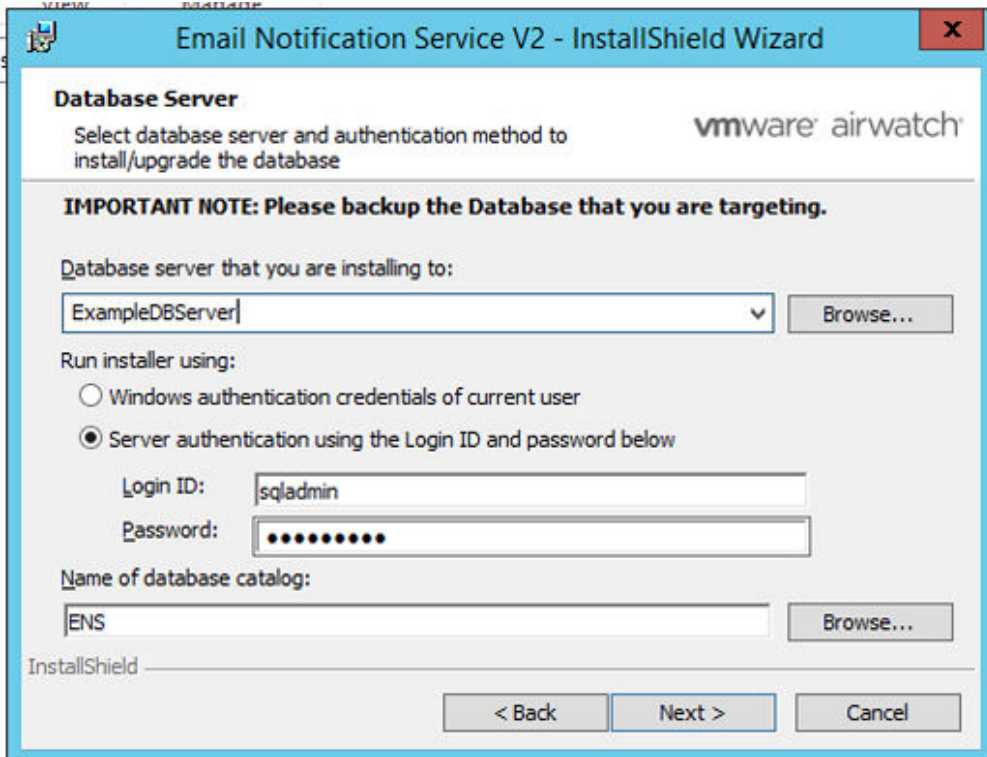 View Manage
Email Notification Service V2 - InstallShield Wizard
x
Database Server
Select database server and authentication method to
install/upgrade the database
vmware airwatch
IMPORTANT NOTE: Please backup the Database that you are targeting.
Database server that you are installing to:
ExampleDBServer
Browse...
Run installer using:
Windows authentication credentials of current user
Server authentication using the Login ID and password below
Login ID:
sqladmin
Password:
•••••••••
Name of database catalog:
ENS
Browse...
InstallShield
< Back
Next >
Cancel